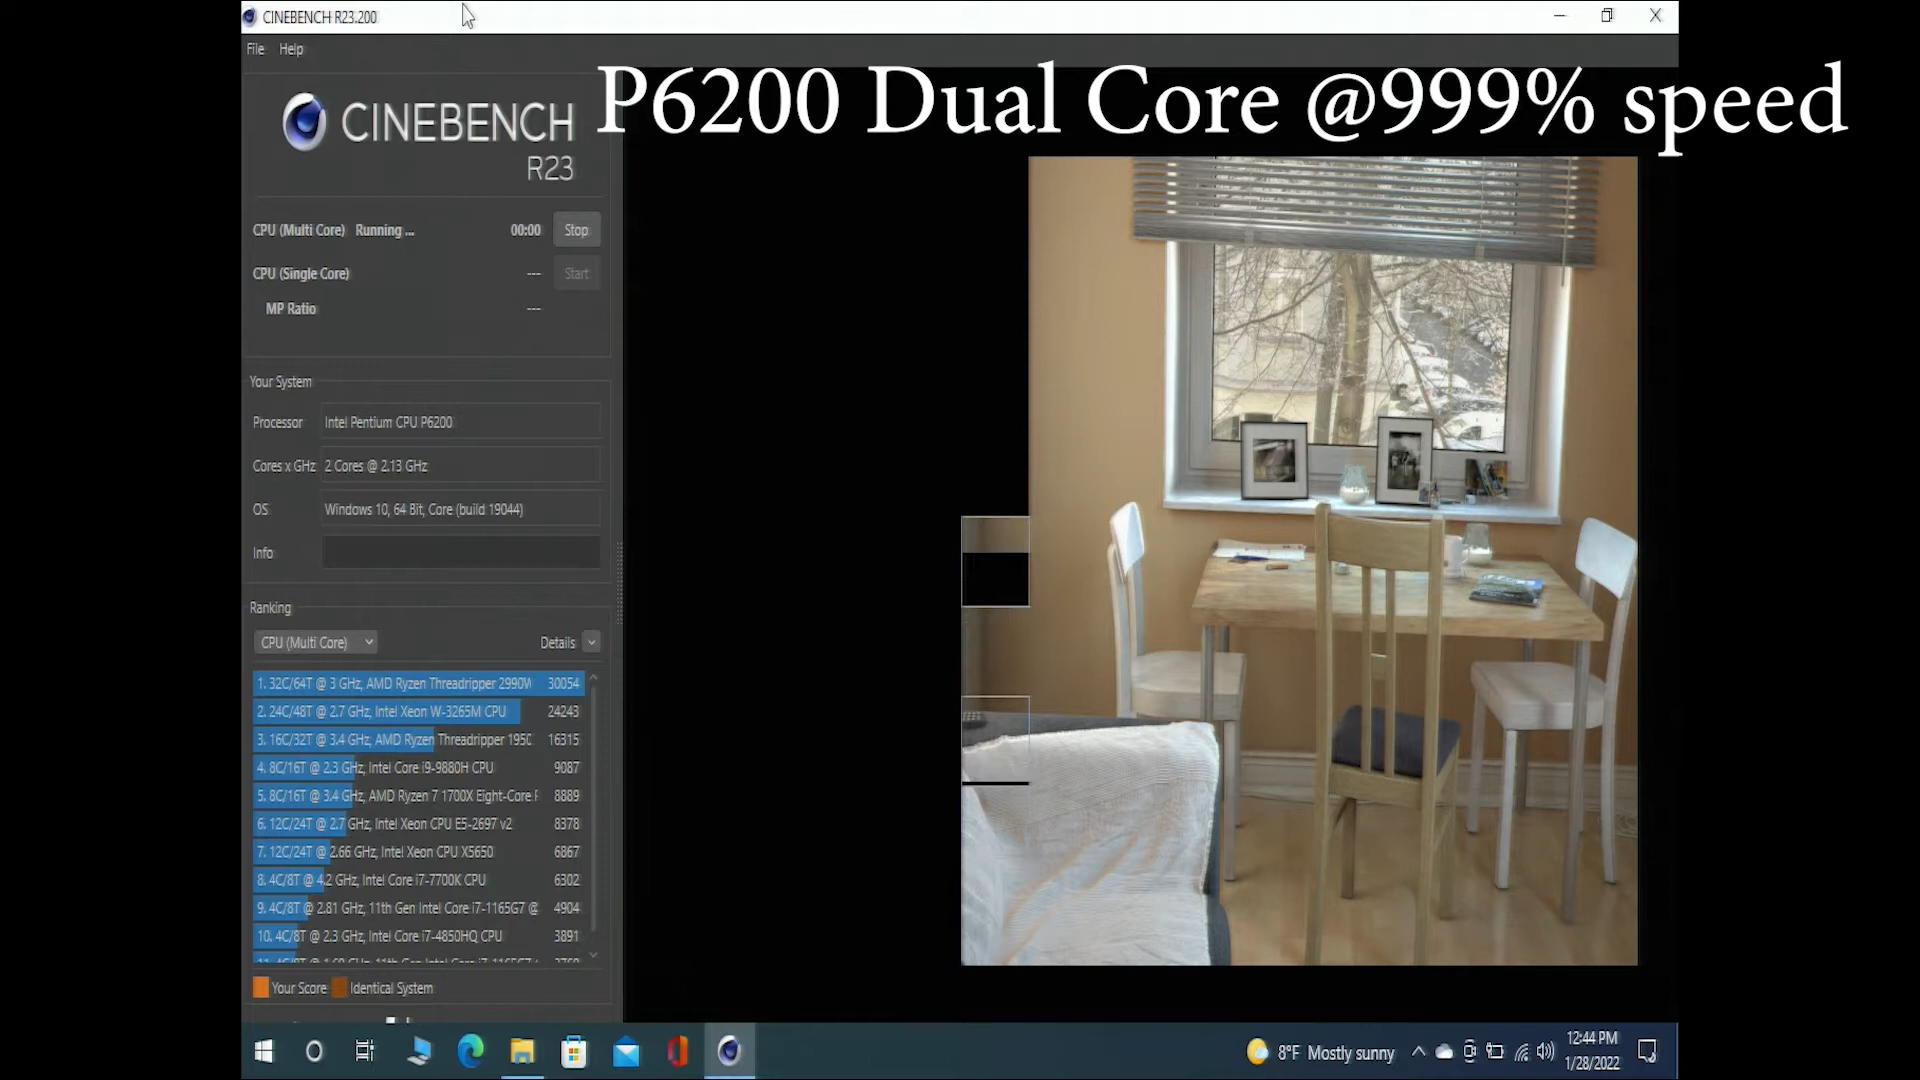 CINEBENCH R23.200
File Help
P6200 Dual Core @999% speed
CINEBENCH
R23
CPU (Multi Core) Running ... 00:00 Stop
CPU (Single Core) --- Start
MP Ratio ---
Your System
Processor Intel Pentium CPU P6200
Cores x GHz 2 Cores @ 2.13 GHz
OS Windows 10, 64 Bit, Core (build 19044)
Info
Ranking
CPU (Multi Core) Details
1. 32C/64T @ 3 GHz, AMD Ryzen Threadripper 2990W 30054
2. 24C/48T @ 2.7 GHz, Intel Xeon W-3265M CPU 24243
3. 16C/32T @ 3.4 GHz, AMD Ryzen Threadripper 195C 16315
4. 8C/16T @ 2.3 GHz, Intel Core i9-9880H CPU 9087
5. 8C/16T @ 3.4 GHz, AMD Ryzen 7 1700X Eight-Core 8889
6. 12C/24T @ 2.7 GHz, Intel Xeon CPU E5-2697 v2 8378
7. 12C/24T @ 2.66 GHz, Intel Xeon CPU X5650 6867
8. 4C/8T @ 4.2 GHz, Intel Core i7-7700K CPU 6302
9. 4C/8T @ 2.81 GHz, 11th Gen Intel Core i7-1165G7 @ 4904
10. 4C/8T @ 2.3 GHz, Intel Core i7-4850HQ CPU 3891
Your Score Identical System
8°F Mostly sunny
12:44 PM
1/28/2022